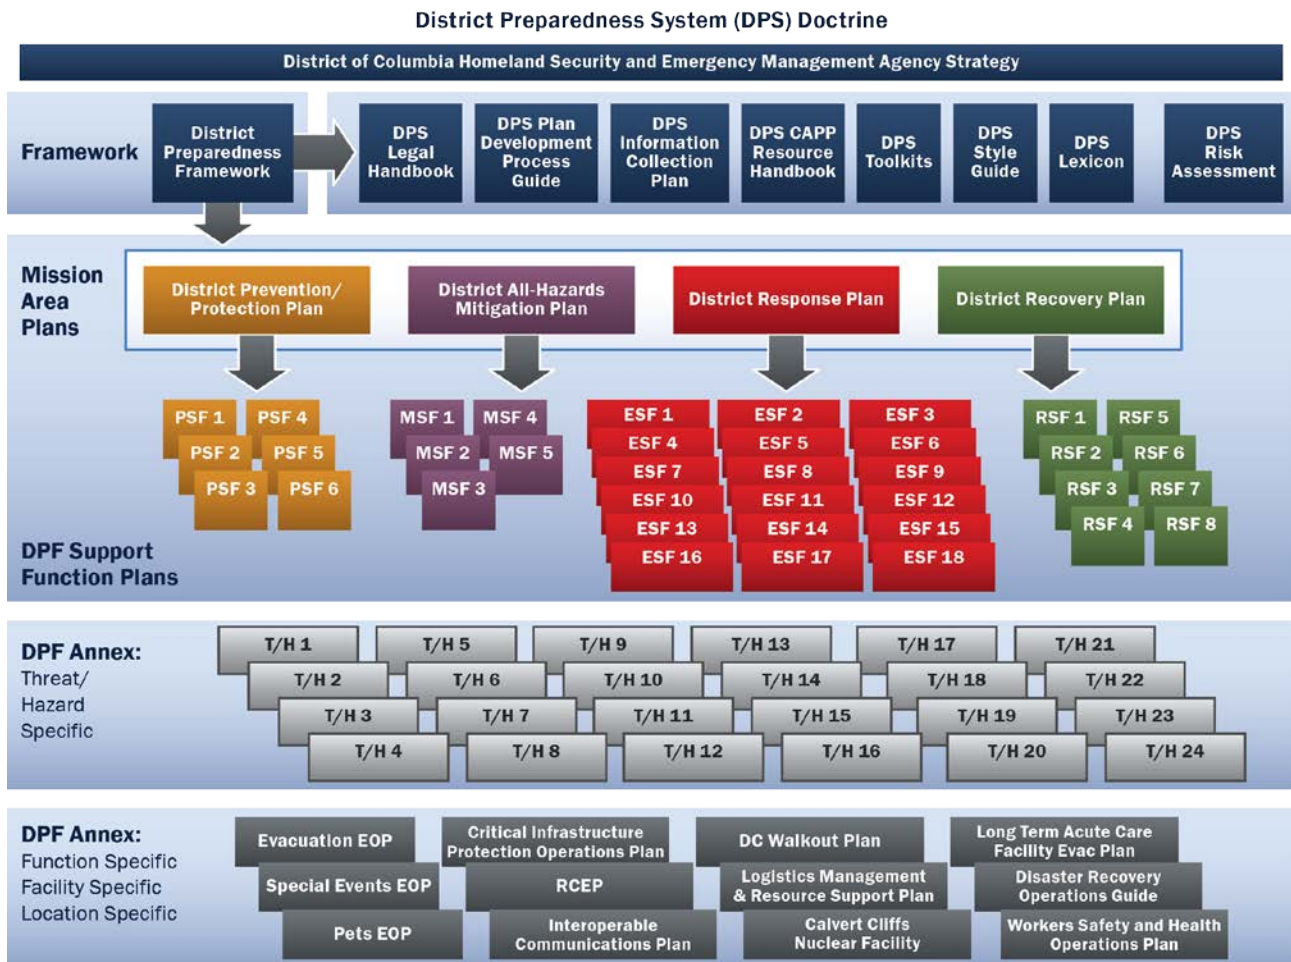 District Preparedness System (DPS) Doctrine
District of Columbia Homeland Security and Emergency Management Agency Strategy
Framework
District
Preparedness
Framework
DPS
Legal
Handbook
DPS Plan
Development
Process
Guide
DPS
Information
Collection
Plan
DPS CAPP
Resource
Handbook
DPS
Toolkits
DPS
Style
Guide
DPS
Lexicon
DPS
Risk
Assessment
Mission
Area
Plans
District Prevention/
Protection Plan
District All-Hazards
Mitigation Plan
District Response Plan
District Recovery Plan
DPF Support
Function Plans
PSF 1
PSF 2
PSF 3
PSF 4
PSF 5
PSF 6
MSF 1
MSF 2
MSF 3
MSF 4
MSF 5
ESF 1
ESF 2
ESF 3
ESF 4
ESF 5
ESF 6
ESF 7
ESF 8
ESF 9
ESF 10
ESF 11
ESF 12
ESF 13
ESF 14
ESF 15
ESF 16
ESF 17
ESF 18
RSF 1
RSF 2
RSF 3
RSF 4
RSF 5
RSF 6
RSF 7
RSF 8
DPF Annex:
Threat/
Hazard
Specific
T/H 1
T/H 2
T/H 3
T/H 4
T/H 5
T/H 6
T/H 7
T/H 8
T/H 9
T/H 10
T/H 11
T/H 12
T/H 13
T/H 14
T/H 15
T/H 16
T/H 17
T/H 18
T/H 19
T/H 20
T/H 21
T/H 22
T/H 23
T/H 24
DPF Annex:
Function Specific
Facility Specific
Location Specific
Evacuation EOP
Special Events EOP
Pets EOP
Critical Infrastructure
Protection Operations Plan
RCEP
Interoperable
Communications Plan
DC Walkout Plan
Logistics Management
& Resource Support Plan
Calvert Cliffs
Nuclear Facility
Long Term Acute Care
Facility Evac Plan
Disaster Recovery
Operations Guide
Workers Safety and Health
Operations Plan